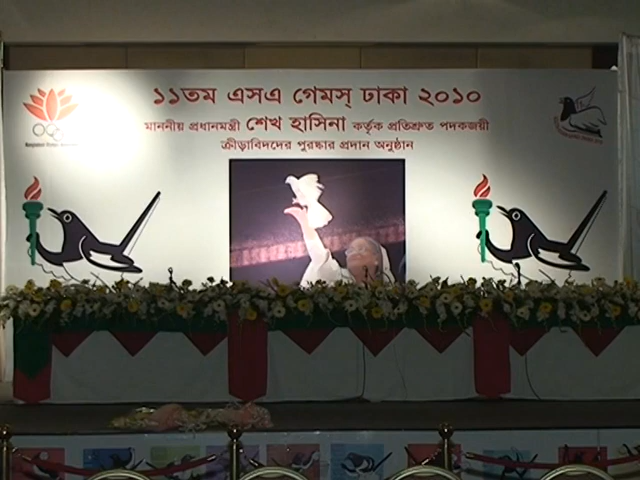 ১১তম এসএ গেমস্ ঢাকা ২০১০
মাননীয় প্রধানমন্ত্রী শেখ হাসিনা কর্তৃক প্রতিশ্রুত পদকজয়ী
ক্রীড়াবিদদের পুরস্কার প্রদান অনুষ্ঠান